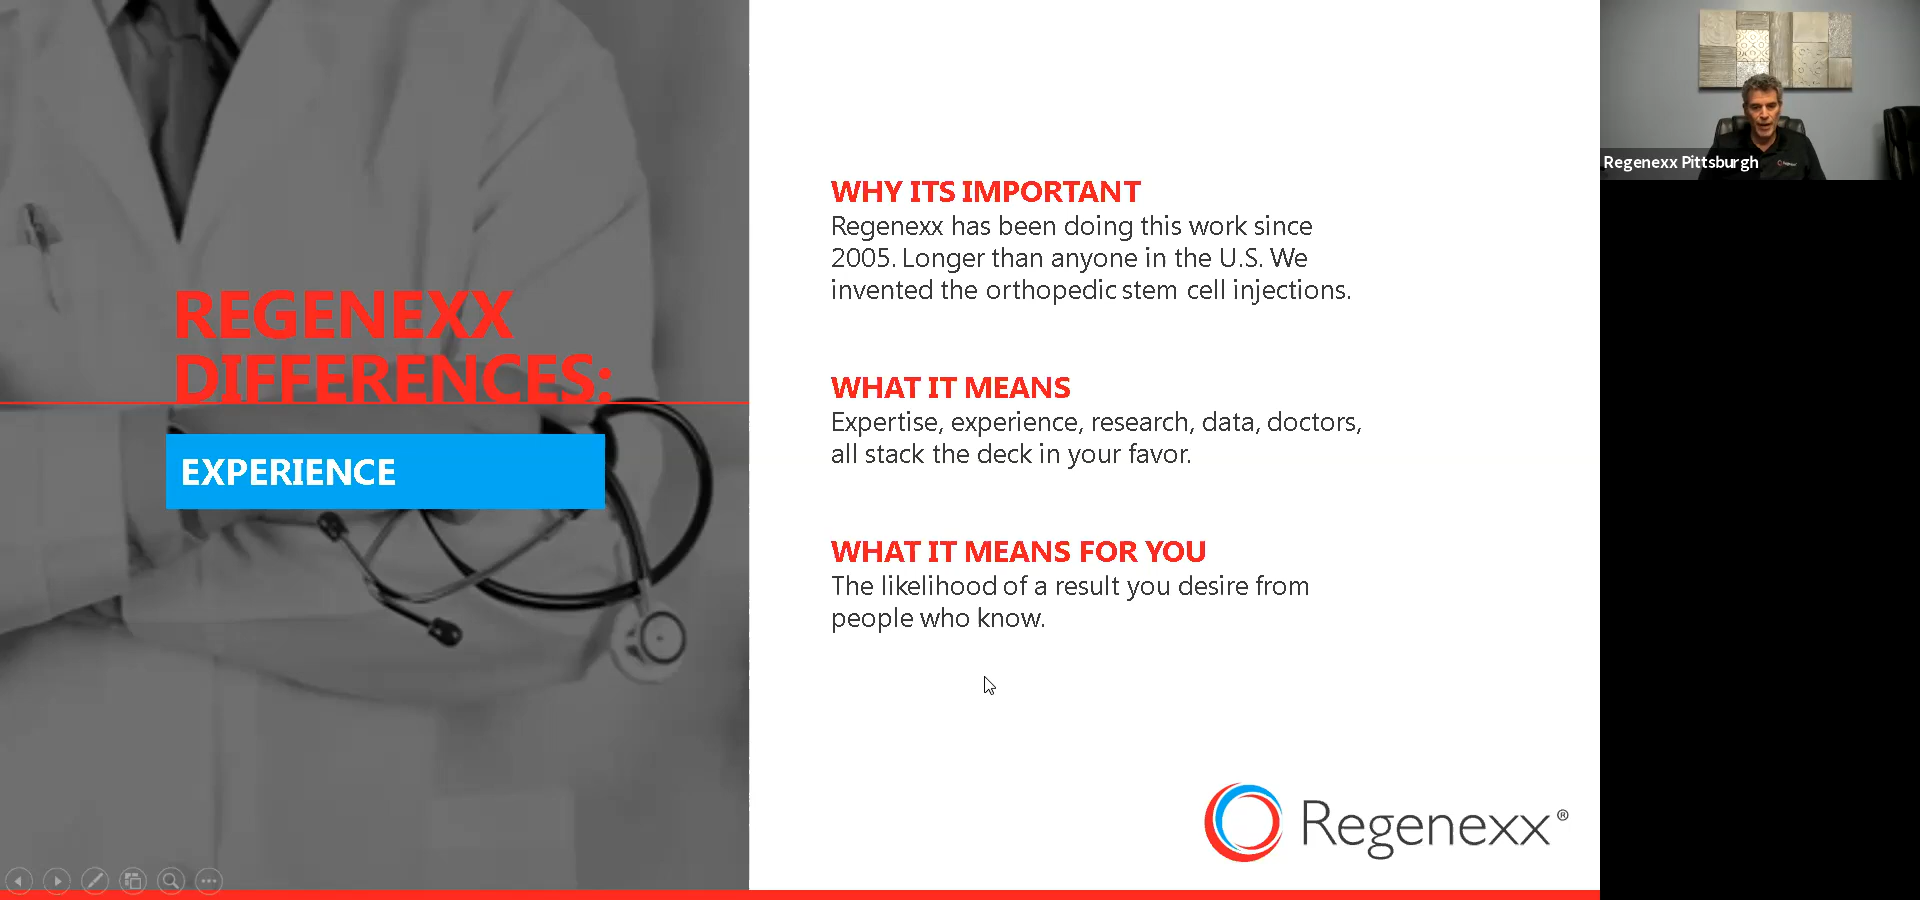 REGENEXX
DIFFERENCES:
EXPERIENCE
WHY ITS IMPORTANT
Regenexx has been doing this work since
2005. Longer than anyone in the U.S. We
invented the orthopedic stem cell injections.
WHAT IT MEANS
Expertise, experience, research, data, doctors,
all stack the deck in your favor.
WHAT IT MEANS FOR YOU
The likelihood of a result you desire from
people who know.
Regenexx®
Regenexx Pittsburgh